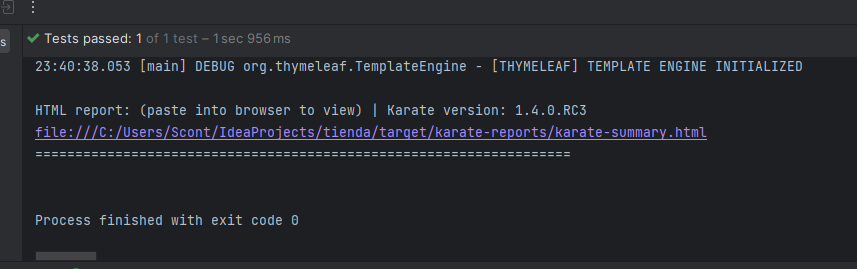 s
Tests passed: 1 of 1 test – 1 sec 956 ms
23:40:38.053 [main] DEBUG org.thymeleaf.TemplateEngine - [THYMELEAF] TEMPLATE ENGINE INITIALIZED
HTML report: (paste into browser to view) | Karate version: 1.4.0.RC3
file:///C:/Users/Scont/IdeaProjects/tienda/target/karate-reports/karate-summary.html
===================================================================
Process finished with exit code 0